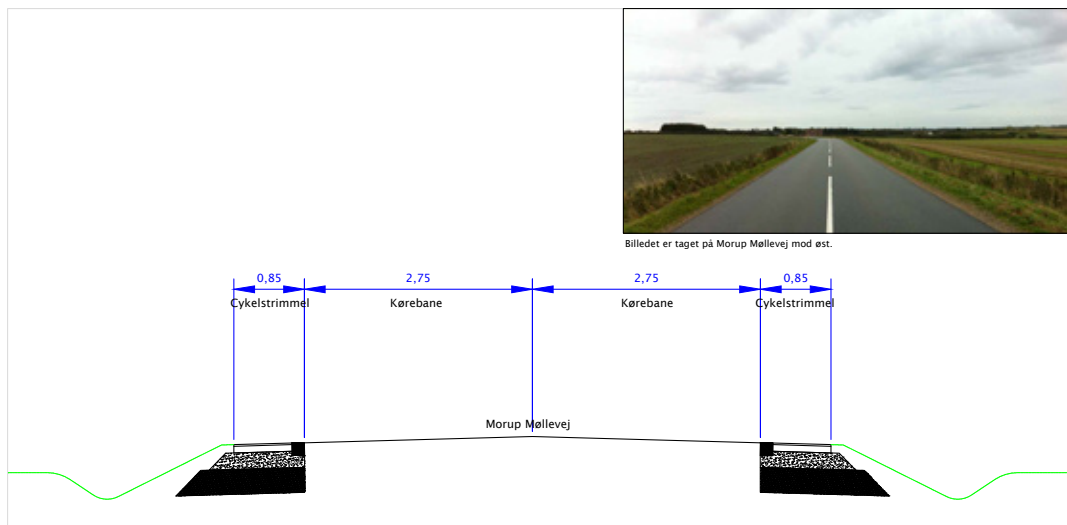 Billedet er taget på Morup Møllevej mod øst.
0,85 2,75 2,75 0,85
Cykelstrimmel Kørebane Kørebane Cykelstrimmel
Morup Møllevej